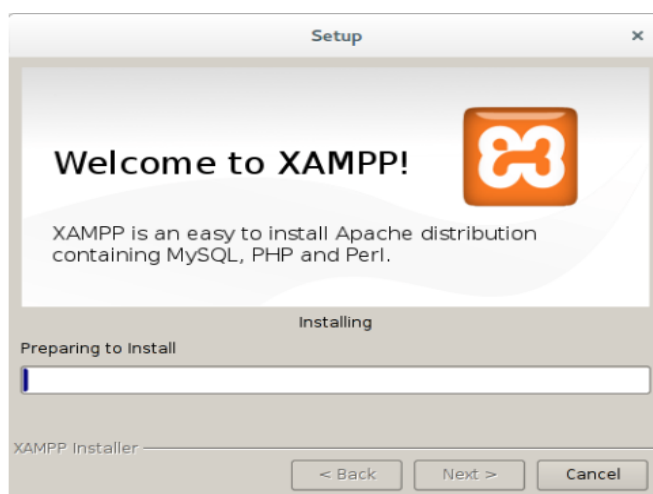 Setup
Welcome to XAMPP!
XAMPP is an easy to install Apache distribution
containing MySQL, PHP and Perl.
Installing
Preparing to Install
XAMPP Installer
< Back Next > Cancel